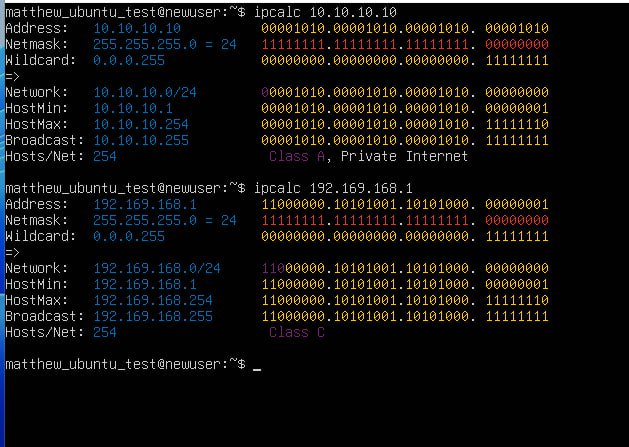 matthew_ubuntu_test@newuser:~$ ipcalc 10.10.10.10
Address:   10.10.10.10          00001010.00001010.00001010. 00001010
Netmask:   255.255.255.0 = 24   11111111.11111111.11111111. 00000000
Wildcard:  0.0.0.255            00000000.00000000.00000000. 11111111
=>
Network:   10.10.10.0/24        00001010.00001010.00001010. 00000000
HostMin:   10.10.10.1           00001010.00001010.00001010. 00000001
HostMax:   10.10.10.254         00001010.00001010.00001010. 11111110
Broadcast: 10.10.10.255         00001010.00001010.00001010. 11111111
Hosts/Net: 254                   Class A, Private Internet
matthew_ubuntu_test@newuser:~$ ipcalc 192.169.168.1
Address:   192.169.168.1        11000000.10101001.10101000. 00000001
Netmask:   255.255.255.0 = 24   11111111.11111111.11111111. 00000000
Wildcard:  0.0.0.255            00000000.00000000.00000000. 11111111
=>
Network:   192.169.168.0/24     11000000.10101001.10101000. 00000000
HostMin:   192.169.168.1        11000000.10101001.10101000. 00000001
HostMax:   192.169.168.254      11000000.10101001.10101000. 11111110
Broadcast: 192.169.168.255      11000000.10101001.10101000. 11111111
Hosts/Net: 254                   Class C
matthew_ubuntu_test@newuser:~$ _